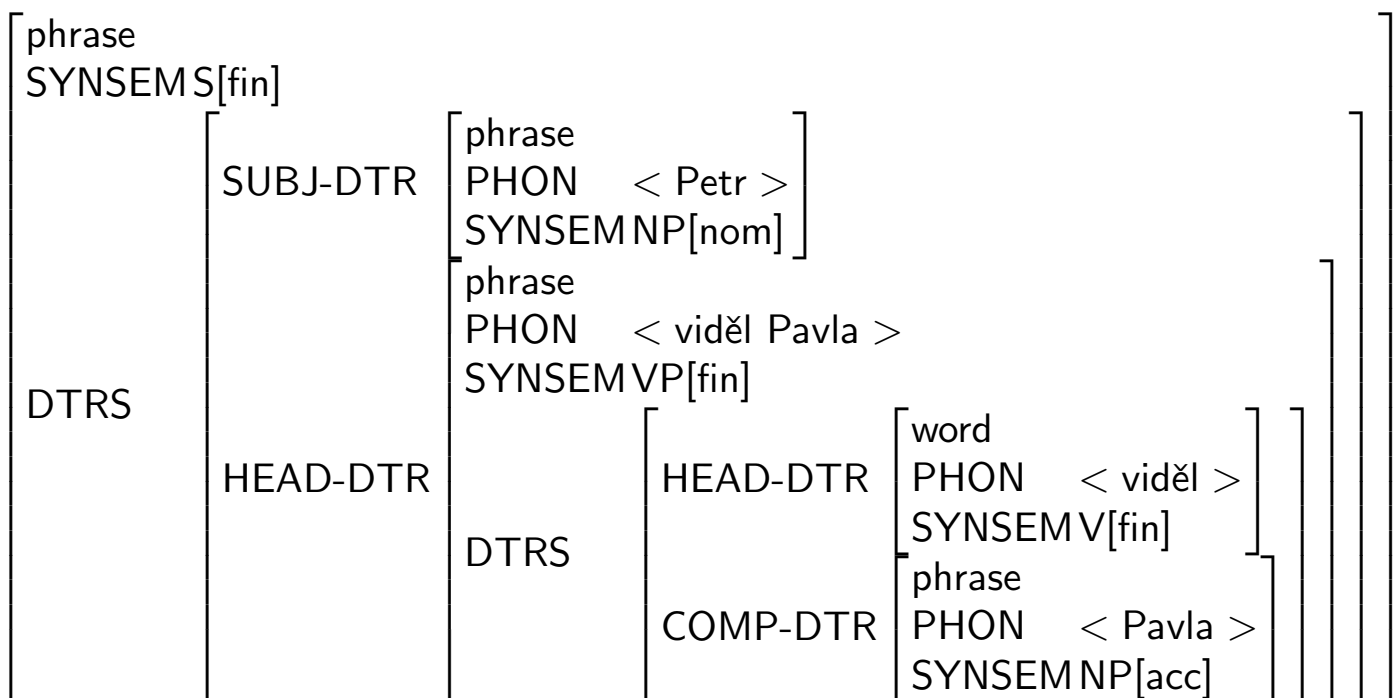 phrase
SYNSEM S[fin]
phrase
SUBJ-DTR PHON < Petr >
SYNSEM NP[nom]
phrase
PHON < viděl Pavla >
SYNSEM VP[fin]
DTRS
word
HEAD-DTR HEAD-DTR PHON < viděl >
SYNSEM V[fin]
DTRS
phrase
COMP-DTR PHON < Pavla >
SYNSEM NP[acc]